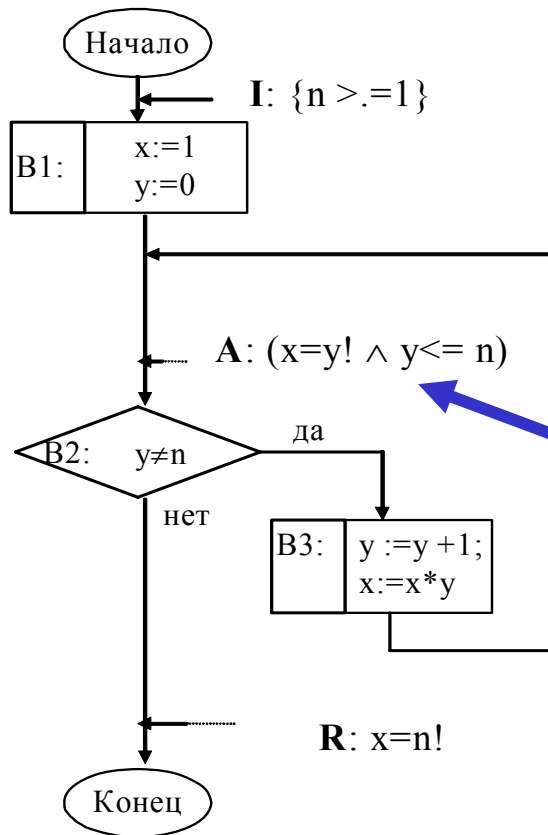 Начало
I: {n >.=1}
B1:
x:=1
y:=0
A: (x=y! ∧ y<= n)
B2: y≠n
да
нет
B3:
y :=y +1;
x:=x*y
R: x=n!
Конец